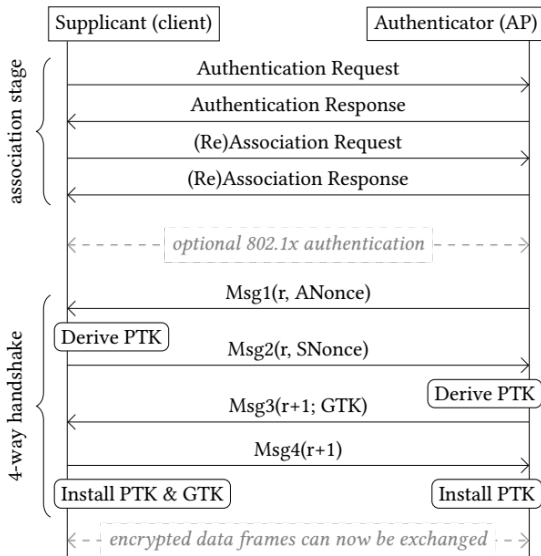 Supplicant (client)
Authenticator (AP)
association stage
Authentication Request
Authentication Response
(Re)Association Request
(Re)Association Response
optional 802.1x authentication
4-way handshake
Msg1(r, ANonce)
Derive PTK
Msg2(r, SNonce)
Derive PTK
Msg3(r+1; GTK)
Msg4(r+1)
Install PTK & GTK
Install PTK
encrypted data frames can now be exchanged